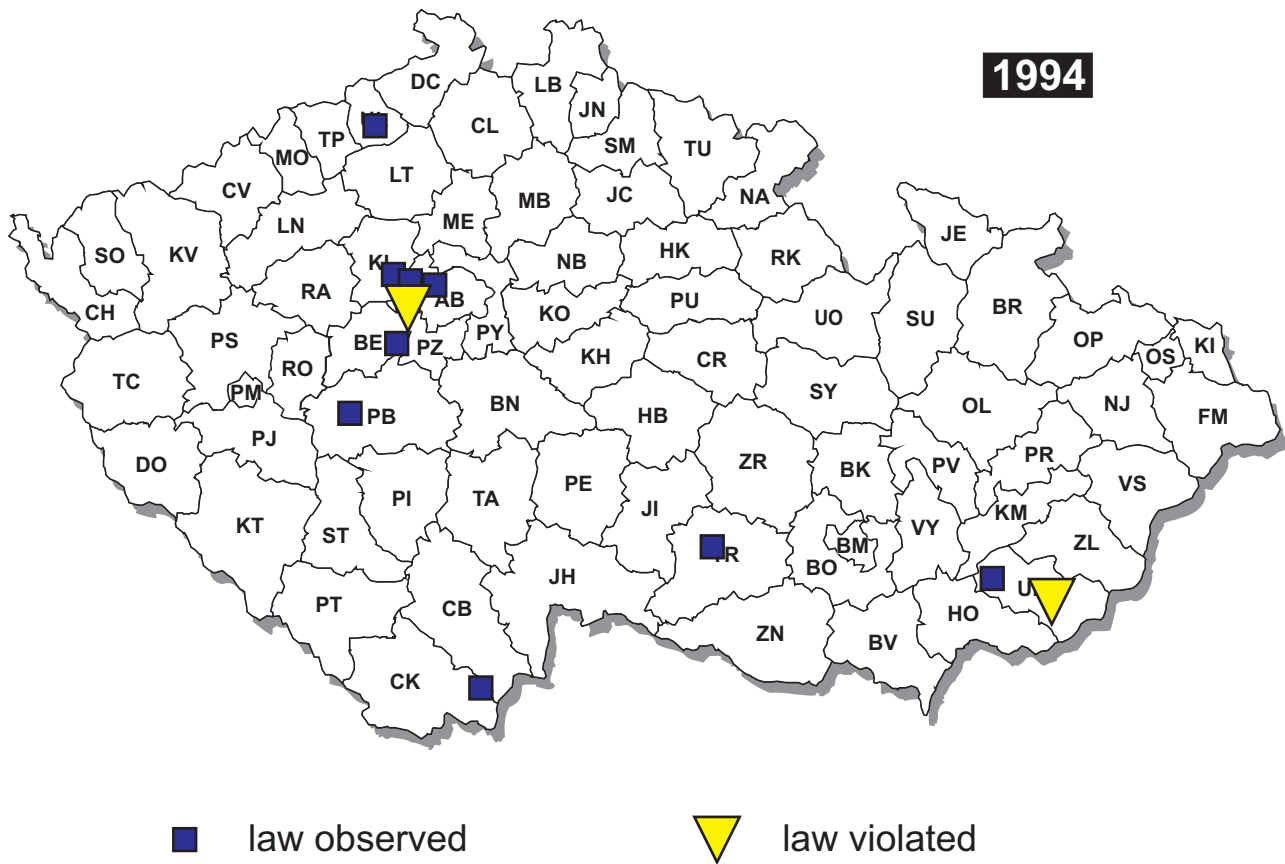 1994
DC
LB
JN
CL
TP
SM
TU
MO
LT
CV
JC
NA
MB
ME
LN
JE
SO
KV
HK
RK
NB
RA
AB
PU
BR
CH
KO
UO
SU
PS
PY
OP
KI
BE
PZ
KH
CR
OS
RO
TC
PM
SY
BN
OL
NJ
PB
HB
FM
PJ
PR
DO
ZR
BK
PV
VS
PE
TA
PI
JI
KM
KT
VY
ST
BM
ZL
BO
JH
PT
CB
HO
ZN
BV
CK
law observed
law violated